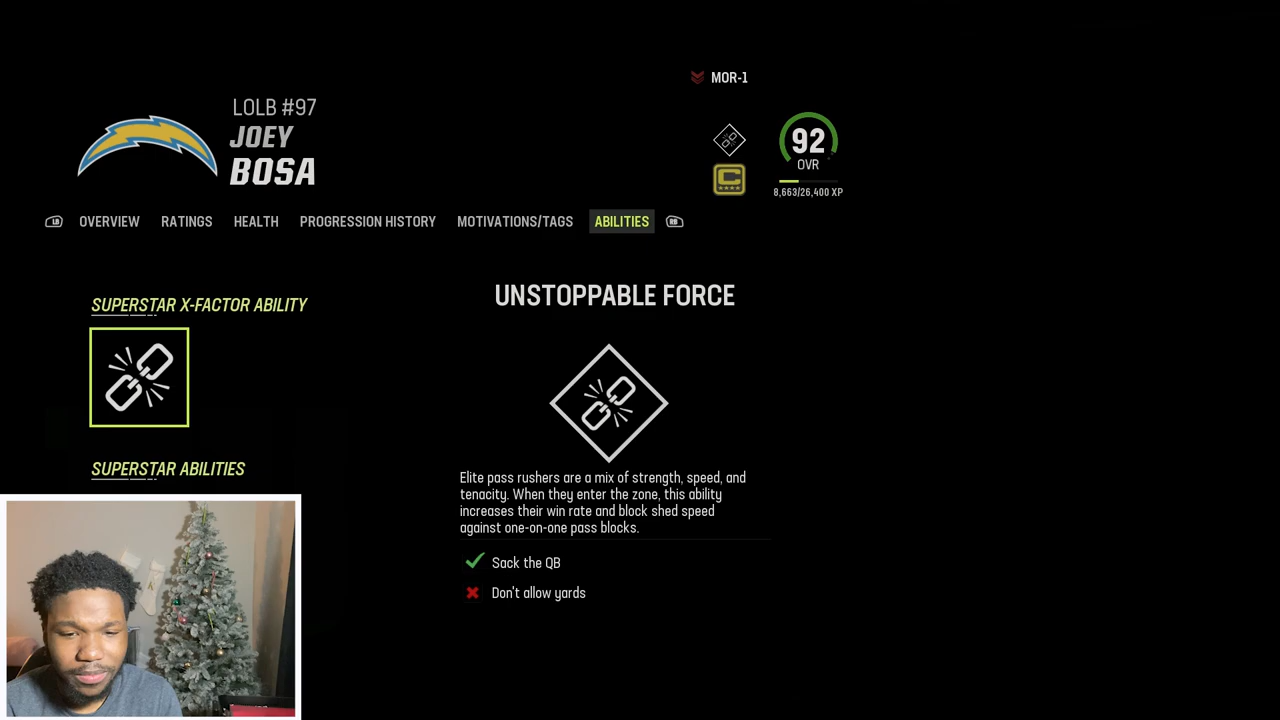 MOR-1
LOLB #97
JOEY
BOSA
C
92
OVR
8,663/26,400 XP
LB OVERVIEW RATINGS HEALTH PROGRESSION HISTORY MOTIVATIONS/TAGS ABILITIES RB
SUPERSTAR X-FACTOR ABILITY
UNSTOPPABLE FORCE
SUPERSTAR ABILITIES
Elite pass rushers are a mix of strength, speed, and
tenacity. When they enter the zone, this ability
increases their win rate and block shed speed
against one-on-one pass blocks.
Sack the QB
Don't allow yards